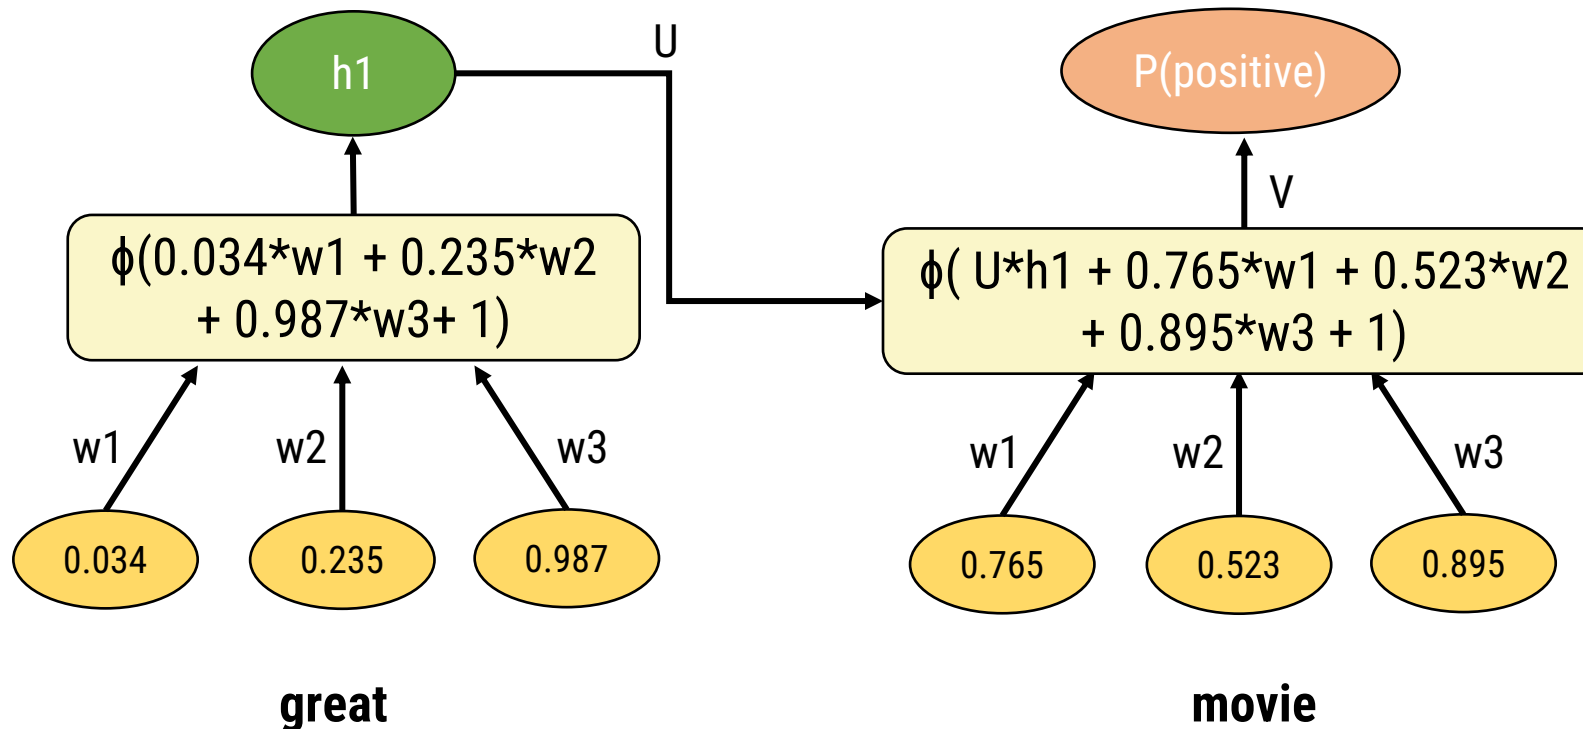 h1
U
P(positive)
V
ϕ(0.034*w1 + 0.235*w2
+ 0.987*w3+ 1)
ϕ( U*h1 + 0.765*w1 + 0.523*w2
+ 0.895*w3 + 1)
w1
w2
w3
w1
w2
w3
0.034
0.235
0.987
0.765
0.523
0.895
great
movie